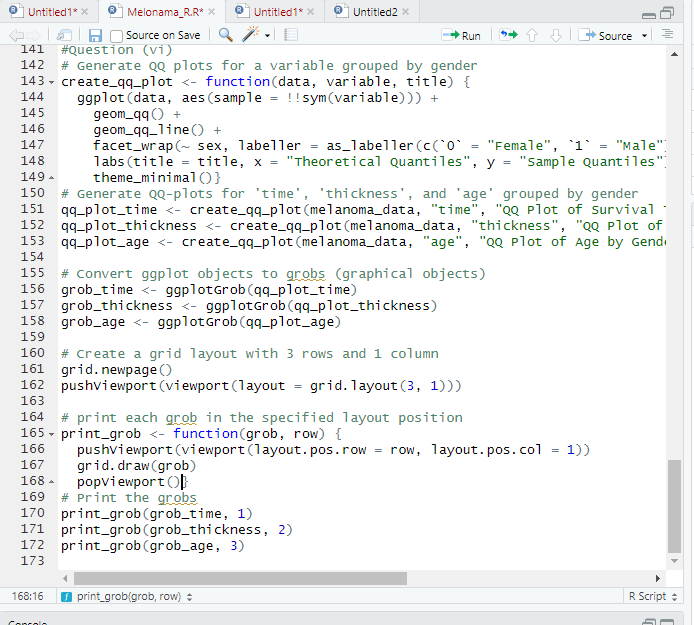 Untitled1* × Melonama_R.R* × Untitled1* × Untitled2 ×
Source on Save Run Source
141 #Question (vi)
142 # Generate QQ plots for a variable grouped by gender
143 create_qq_plot <- function(data, variable, title) {
144 ggplot(data, aes(sample = !!sym(variable))) +
145 geom_qq() +
146 geom_qq_line() +
147 facet_wrap(~ sex, labeller = as_labeller(c(`0` = "Female", `1` = "Male"
148 labs(title = title, x = "Theoretical Quantiles", y = "Sample Quantiles"
149 theme_minimal()}
150 # Generate QQ-plots for 'time', 'thickness', and 'age' grouped by gender
151 qq_plot_time <- create_qq_plot(melanoma_data, "time", "QQ Plot of Survival
152 qq_plot_thickness <- create_qq_plot(melanoma_data, "thickness", "QQ Plot of
153 qq_plot_age <- create_qq_plot(melanoma_data, "age", "QQ Plot of Age by Gend
154
155 # Convert ggplot objects to grobs (graphical objects)
156 grob_time <- ggplotGrob(qq_plot_time)
157 grob_thickness <- ggplotGrob(qq_plot_thickness)
158 grob_age <- ggplotGrob(qq_plot_age)
159
160 # Create a grid layout with 3 rows and 1 column
161 grid.newpage()
162 pushViewport(viewport(layout = grid.layout(3, 1)))
163
164 # print each grob in the specified layout position
165 print_grob <- function(grob, row) {
166 pushViewport(viewport(layout.pos.row = row, layout.pos.col = 1))
167 grid.draw(grob)
168 popViewport()}
169 # Print the grobs
170 print_grob(grob_time, 1)
171 print_grob(grob_thickness, 2)
172 print_grob(grob_age, 3)
173
168:16 print_grob(grob, row) R Script
Console